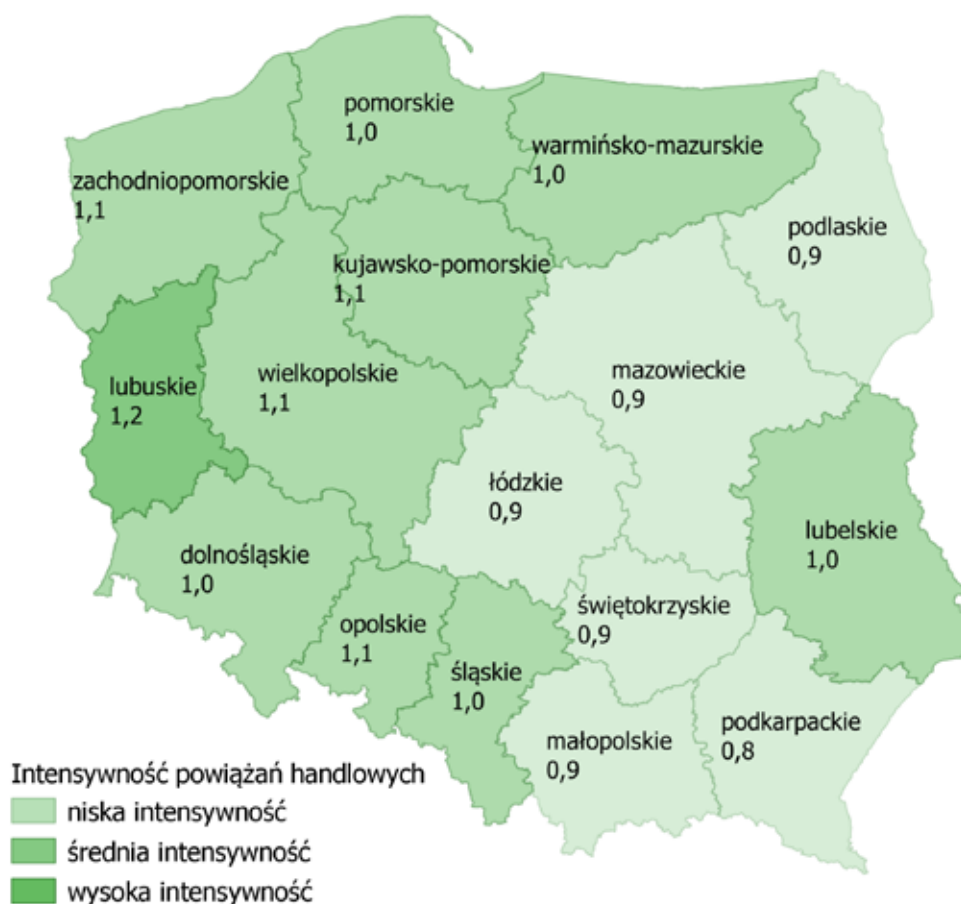 pomorskie
1,0
warmińsko-mazurskie
1,0
zachodniopomorskie
1,1
podlaskie
0,9
kujawsko-pomorskie
1,1
mazowieckie
0,9
wielkopolskie
1,1
lubuskie
1,2
łódzkie
0,9
lubelskie
1,0
dolnośląskie
1,0
świętokrzyskie
0,9
opolskie
1,1
śląskie
1,0
podkarpackie
0,8
małopolskie
0,9
Intensywność powiązań handlowych
niska intensywność
średnia intensywność
wysoka intensywność